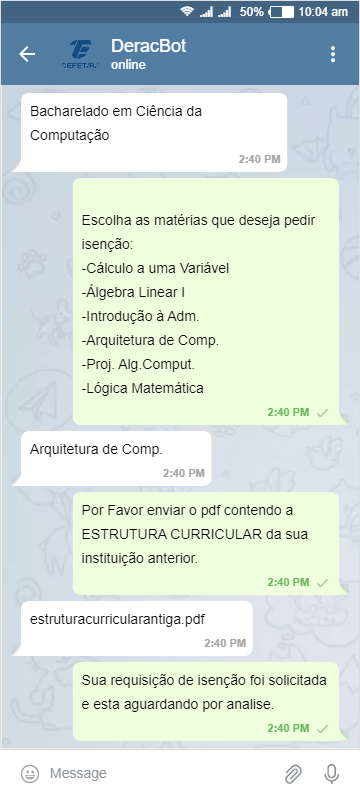 50% 10:04 am
CEFET/RJ
DeracBot
online
Bacharelado em Ciência da
Computação
2:40 PM
Escolha as matérias que deseja pedir
isenção:
-Cálculo a uma Variável
-Álgebra Linear I
-Introdução à Adm.
-Arquitetura de Comp.
-Proj. Alg.Comput.
-Lógica Matemática
2:40 PM
Arquitetura de Comp.
2:40 PM
Por Favor enviar o pdf contendo a
ESTRUTURA CURRICULAR da sua
instituição anterior.
2:40 PM
estruturacurricularantiga.pdf
2:40 PM
Sua requisição de isenção foi solicitada
e esta aguardando por analise.
2:40 PM
Message